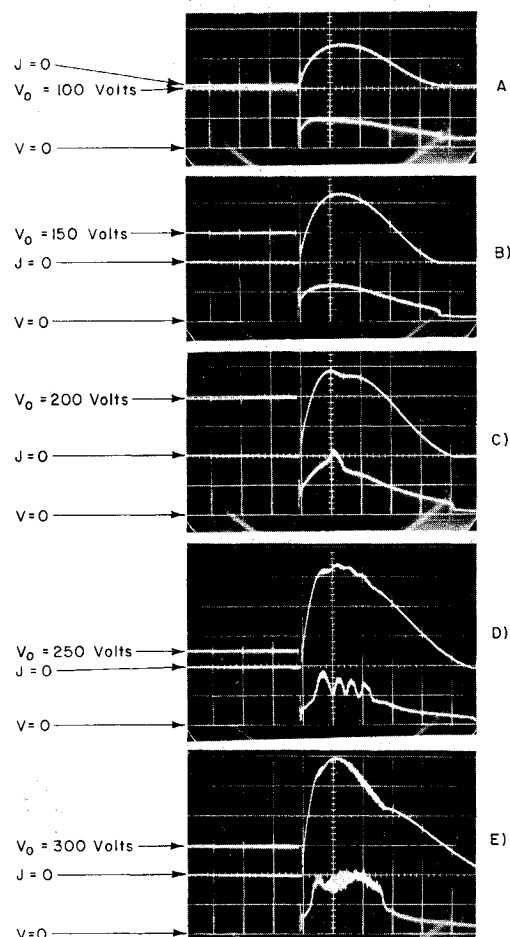 J = 0
V₀ = 100 Volts
V = 0
A
V₀ = 150 Volts
J = 0
V = 0
B)
V₀ = 200 Volts
J = 0
V = 0
C)
V₀ = 250 Volts
J = 0
V = 0
D)
V₀ = 300 Volts
J = 0
V = 0
E)